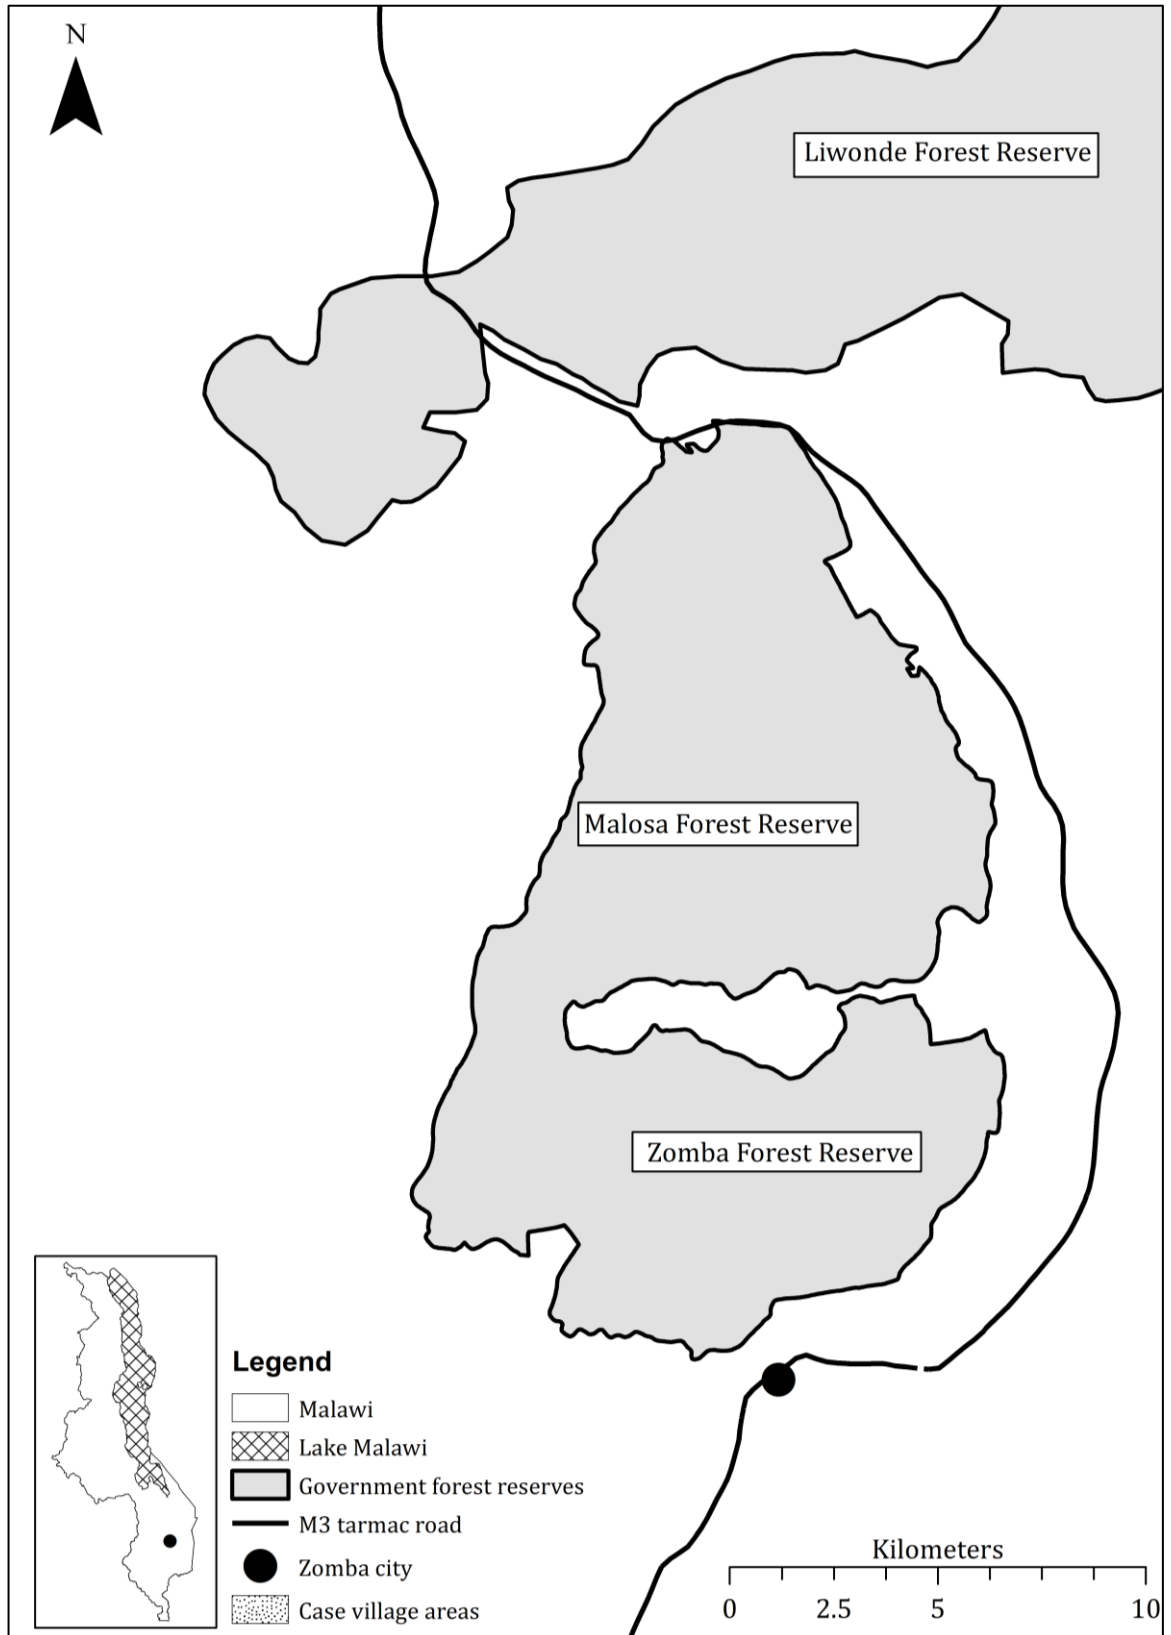 N
Liwonde Forest Reserve
Malosa Forest Reserve
Zomba Forest Reserve
Legend
Malawi
Lake Malawi
Government forest reserves
M3 tarmac road
Zomba city
Case village areas
Kilometers
0 2.5 5 10